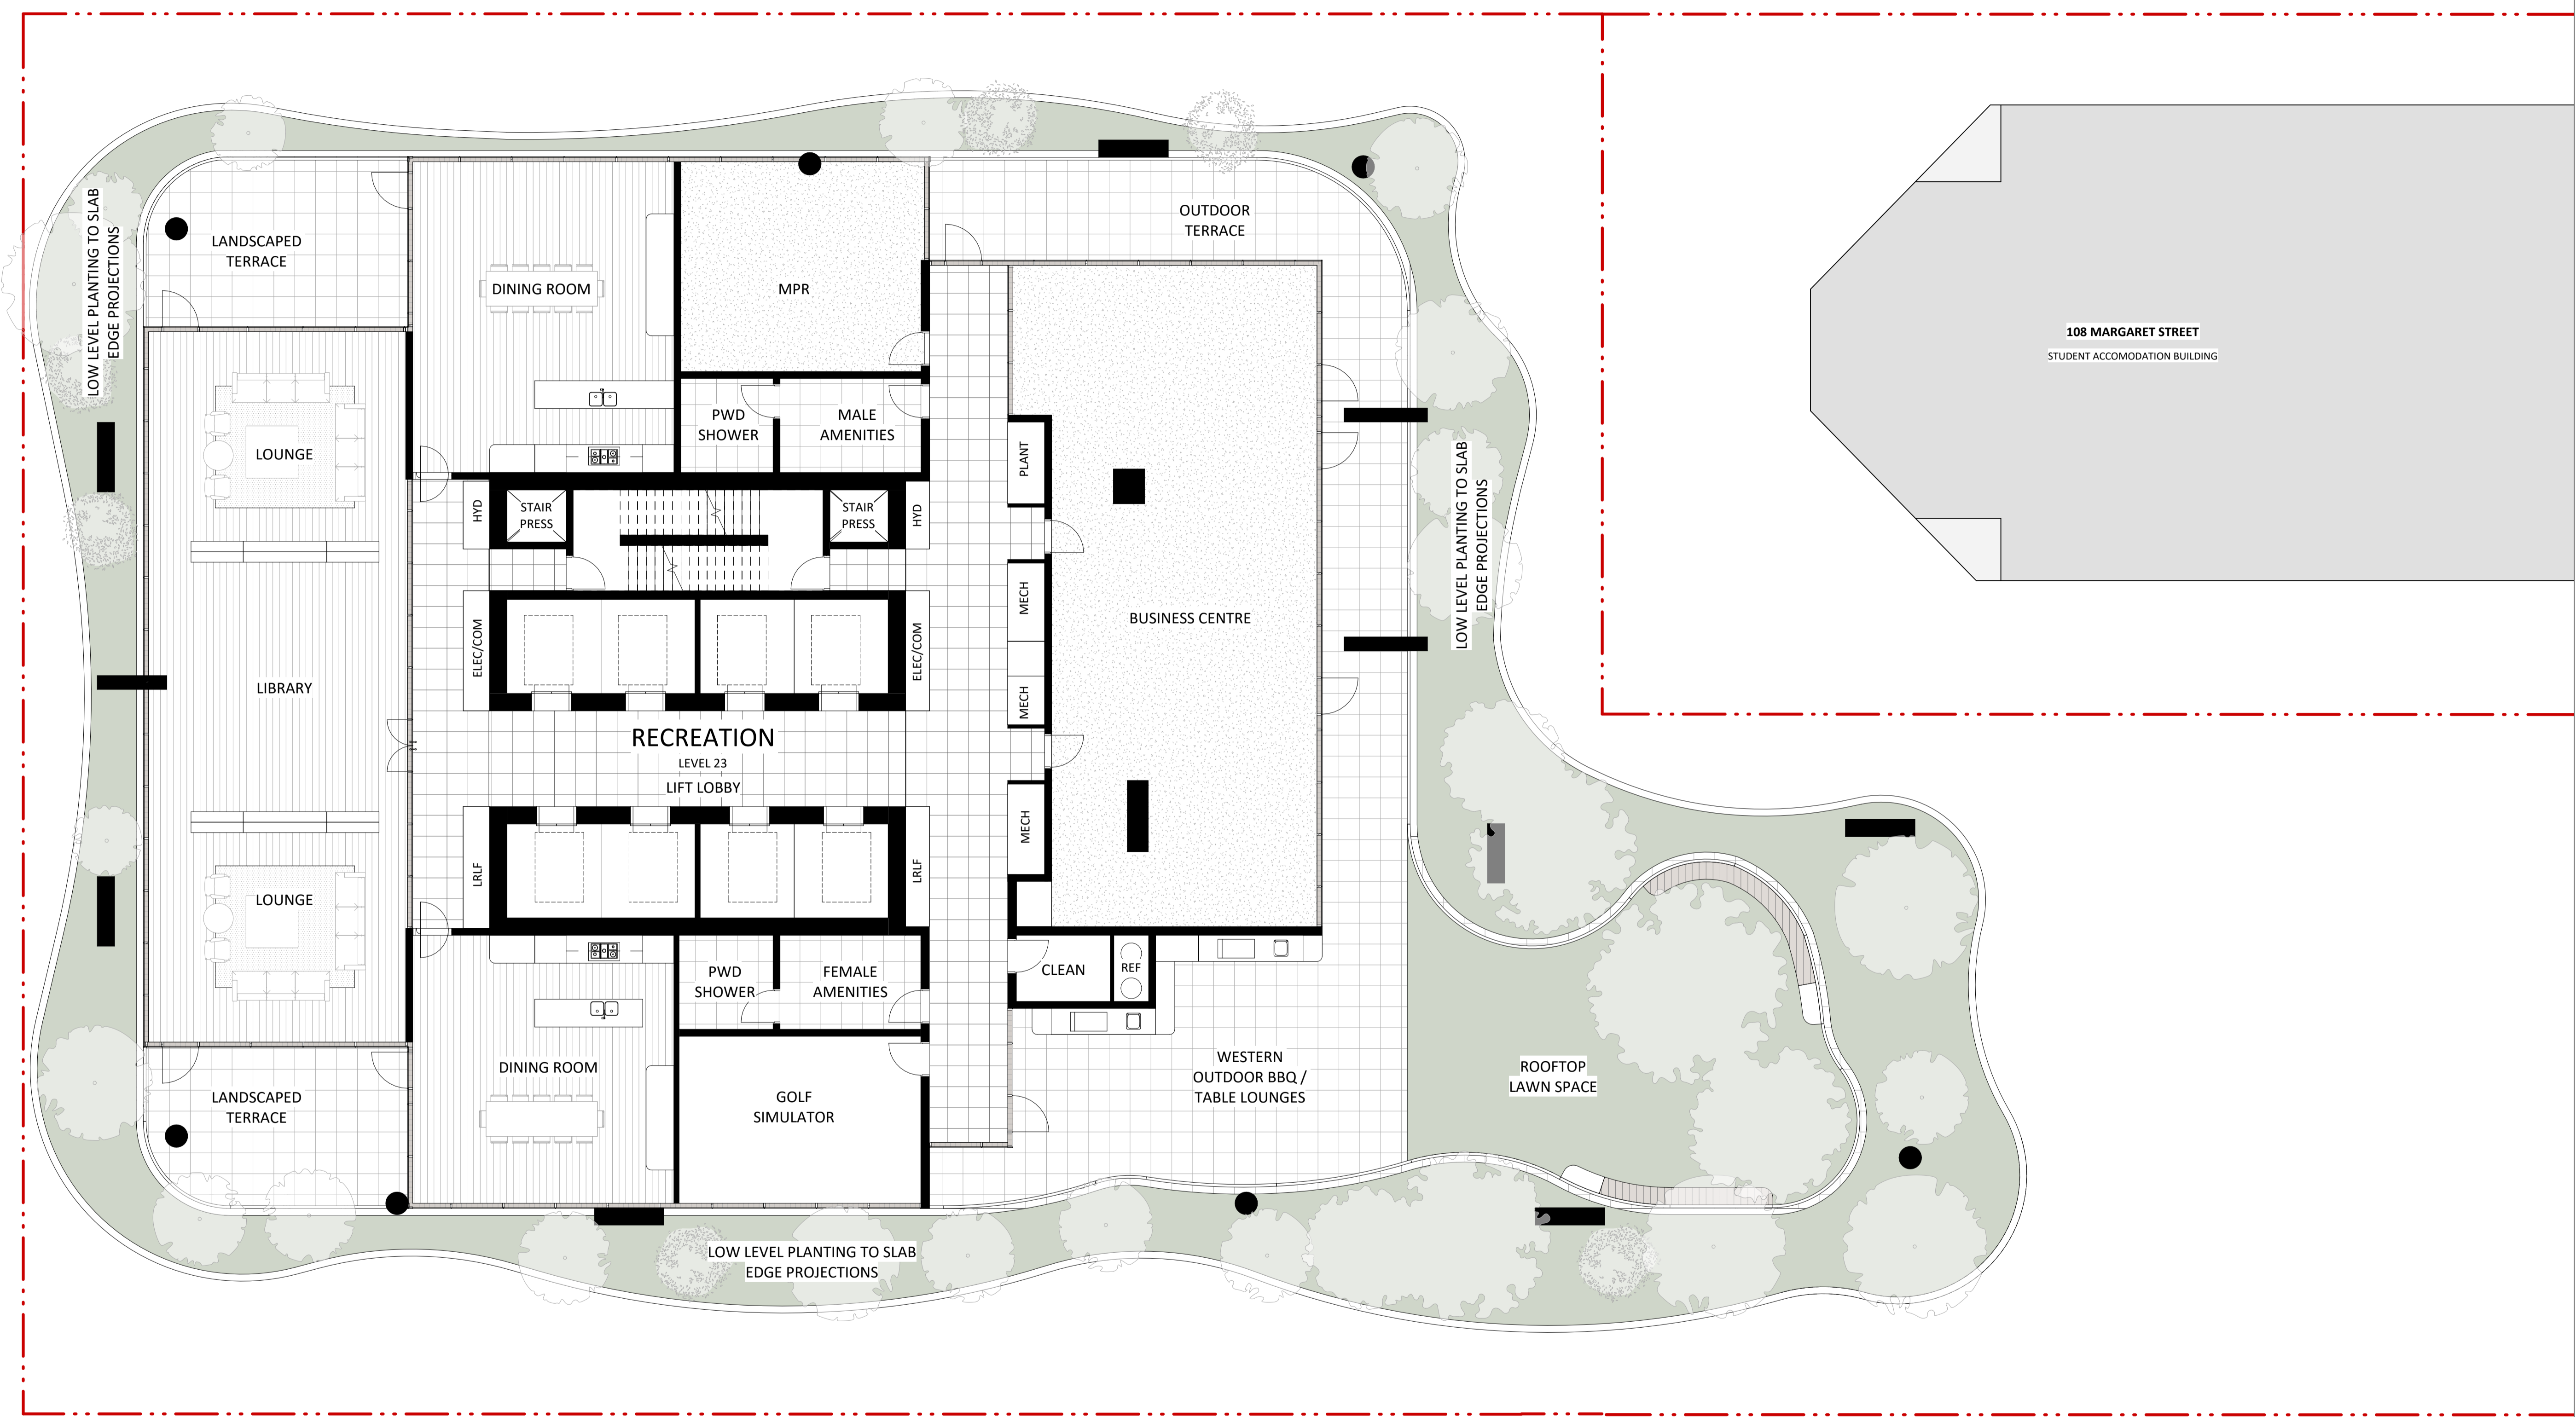 OUTDOOR
TERRACE
LANDSCAPED
TERRACE
LOW LEVEL PLANTING TO SLAB
EDGE PROJECTIONS
DINING ROOM
MPR
108 MARGARET STREET
STUDENT ACCOMODATION BUILDING
PWD
SHOWER
MALE
AMENITIES
LOUNGE
PLANT
HYD
STAIR
PRESS
STAIR
PRESS
HYD
LOW LEVEL PLANTING TO SLAB
EDGE PROJECTIONS
MECH
BUSINESS CENTRE
ELEC/COM
ELEC/COM
LIBRARY
MECH
RECREATION
LEVEL 23
LIFT LOBBY
MECH
LRLF
LRLF
LOUNGE
PWD
SHOWER
FEMALE
AMENITIES
CLEAN
REF
DINING ROOM
WESTERN
OUTDOOR BBQ /
TABLE LOUNGES
ROOFTOP
LAWN SPACE
LANDSCAPED
TERRACE
GOLF
SIMULATOR
LOW LEVEL PLANTING TO SLAB
EDGE PROJECTIONS